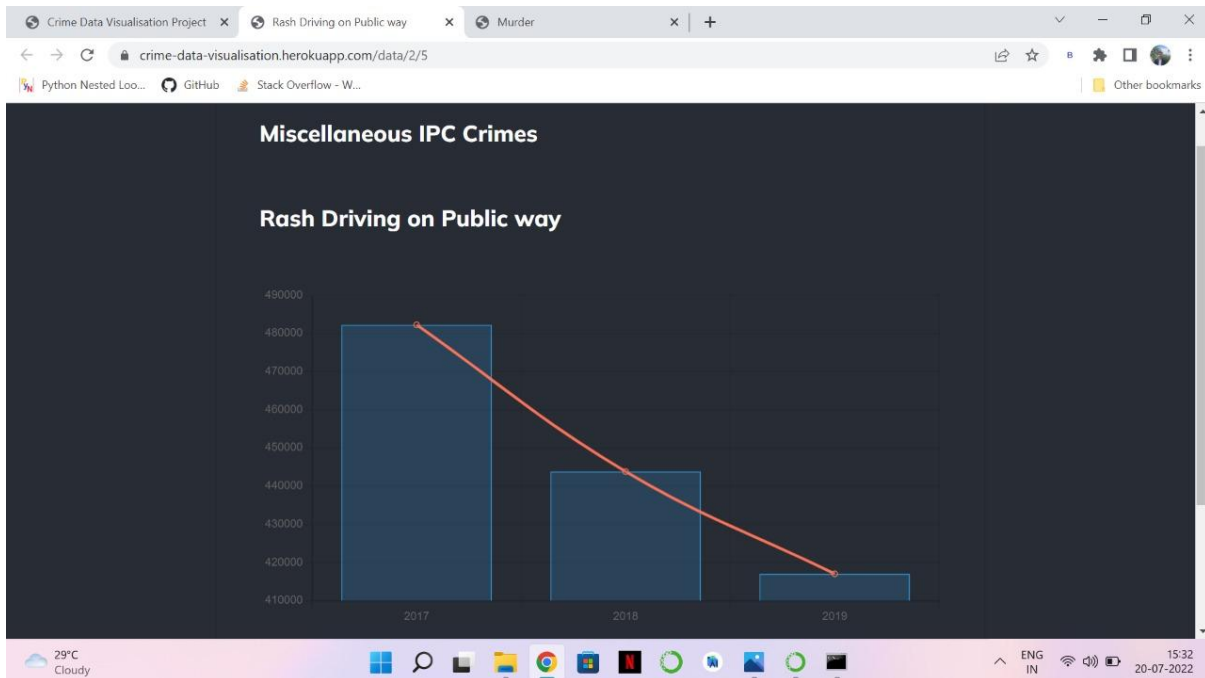 Crime Data Visualisation Project
Rash Driving on Public way
Murder
crime-data-visualisation.herokuapp.com/data/2/5
B
Python Nested Loo...
GitHub
Stack Overflow - W...
Other bookmarks
Miscellaneous IPC Crimes
Rash Driving on Public way
490000
480000
470000
460000
450000
440000
430000
420000
410000
2017 2018 2019
29°C
Cloudy
N
ENG
IN
15:32
20-07-2022